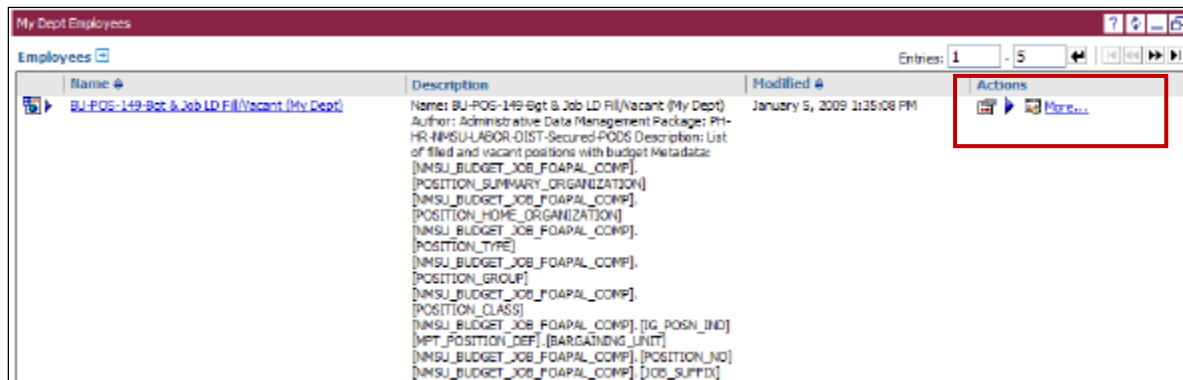 My Dept Employees
?
Employees
Entries: 1 - 5
Name Description Modified Actions
BU-POS-149-Bgt & Job LD Fill/Vacant (My Dept) Name: BU-POS-149-Bgt & Job LD Fill/Vacant (My Dept) January 5, 2009 1:35:08 PM More...
Author: Administrative Data Management Package: PH-
HR-NMSU-LABOR-DIST-Secured-PODS Description: List
of filled and vacant positions with budget Metadata:
[NMSU_BUDGET_JOB_FOAPAL_COMP].
[POSITION_SUMMARY_ORGANIZATION]
[NMSU_BUDGET_JOB_FOAPAL_COMP].
[POSITION_HOME_ORGANIZATION]
[NMSU_BUDGET_JOB_FOAPAL_COMP].
[POSITION_TYPE]
[NMSU_BUDGET_JOB_FOAPAL_COMP].
[POSITION_GROUP]
[NMSU_BUDGET_JOB_FOAPAL_COMP].
[POSITION_CLASS]
[NMSU_BUDGET_JOB_FOAPAL_COMP].[IG_POSN_IND]
[MPT_POSITION_DEF].[BARGAINING_UNIT]
[NMSU_BUDGET_JOB_FOAPAL_COMP].[POSITION_NO]
[NMSU_BUDGET_JOB_FOAPAL_COMP].[JOB_SUFFIX]